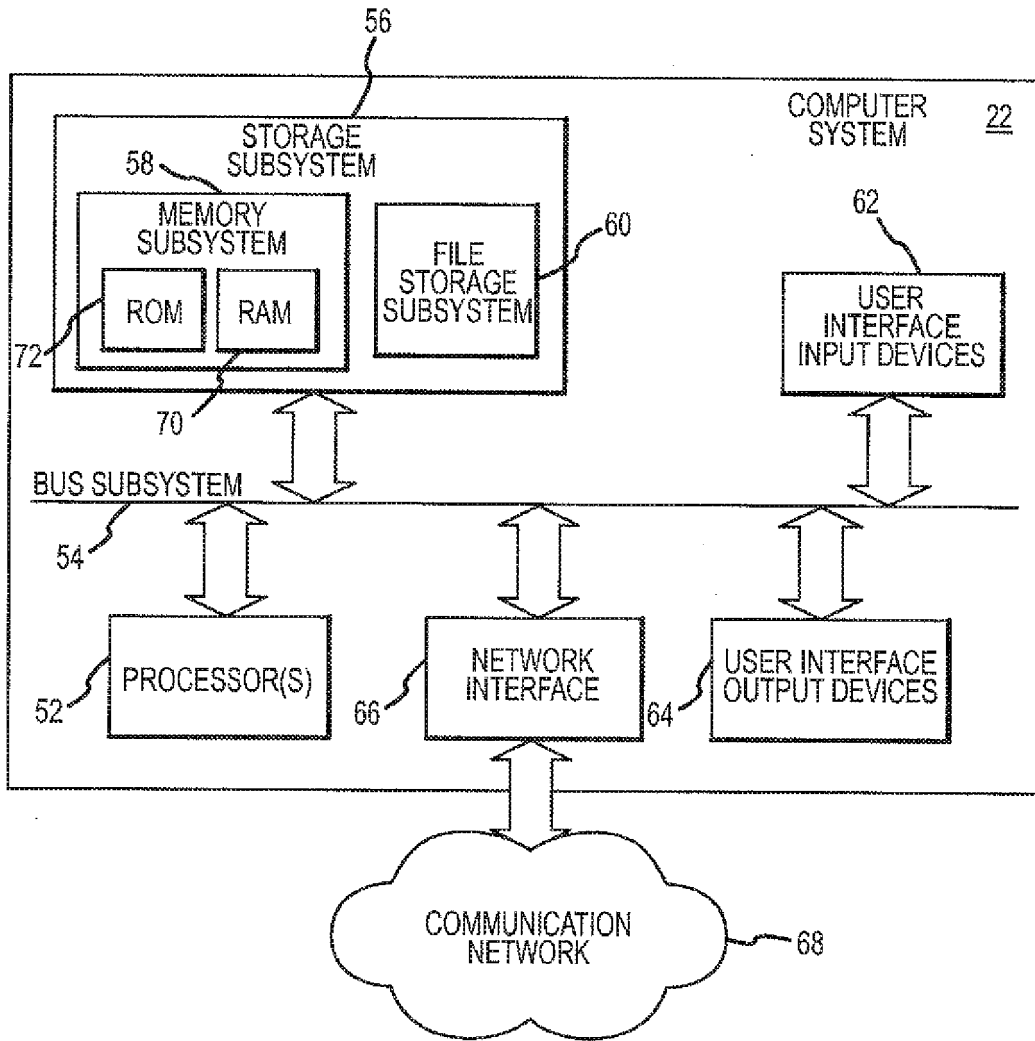 56
COMPUTER
SYSTEM
22
STORAGE
SUBSYSTEM
58
MEMORY
SUBSYSTEM
ROM
RAM
72
70
FILE
STORAGE
SUBSYSTEM
60
62
USER
INTERFACE
INPUT DEVICES
BUS SUBSYSTEM
54
PROCESSOR(S)
52
NETWORK
INTERFACE
66
USER INTERFACE
OUTPUT DEVICES
64
COMMUNICATION
NETWORK
68